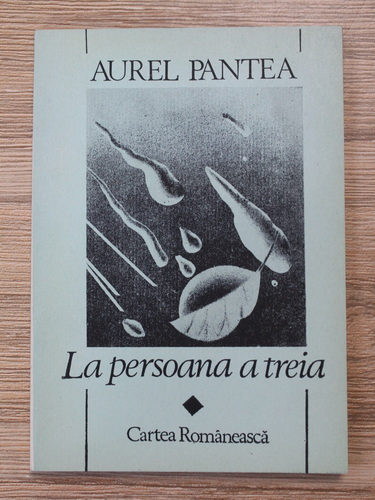 AUREL PANTEA
La persoana a treia
Cartea Românească